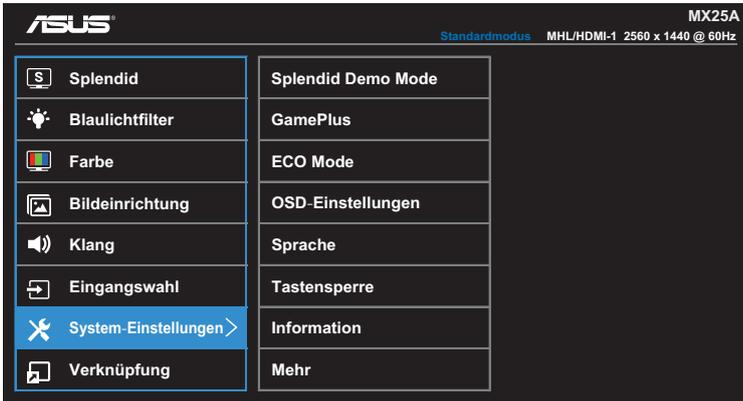 ASUS
MX25A
Standardmodus MHL/HDMI-1 2560 x 1440 @ 60Hz
S Splendid
Blaulichtfilter
Farbe
Bildeinrichtung
Klang
Eingangswahl
System-Einstellungen
Verknüpfung
Splendid Demo Mode
GamePlus
ECO Mode
OSD-Einstellungen
Sprache
Tastensperre
Information
Mehr